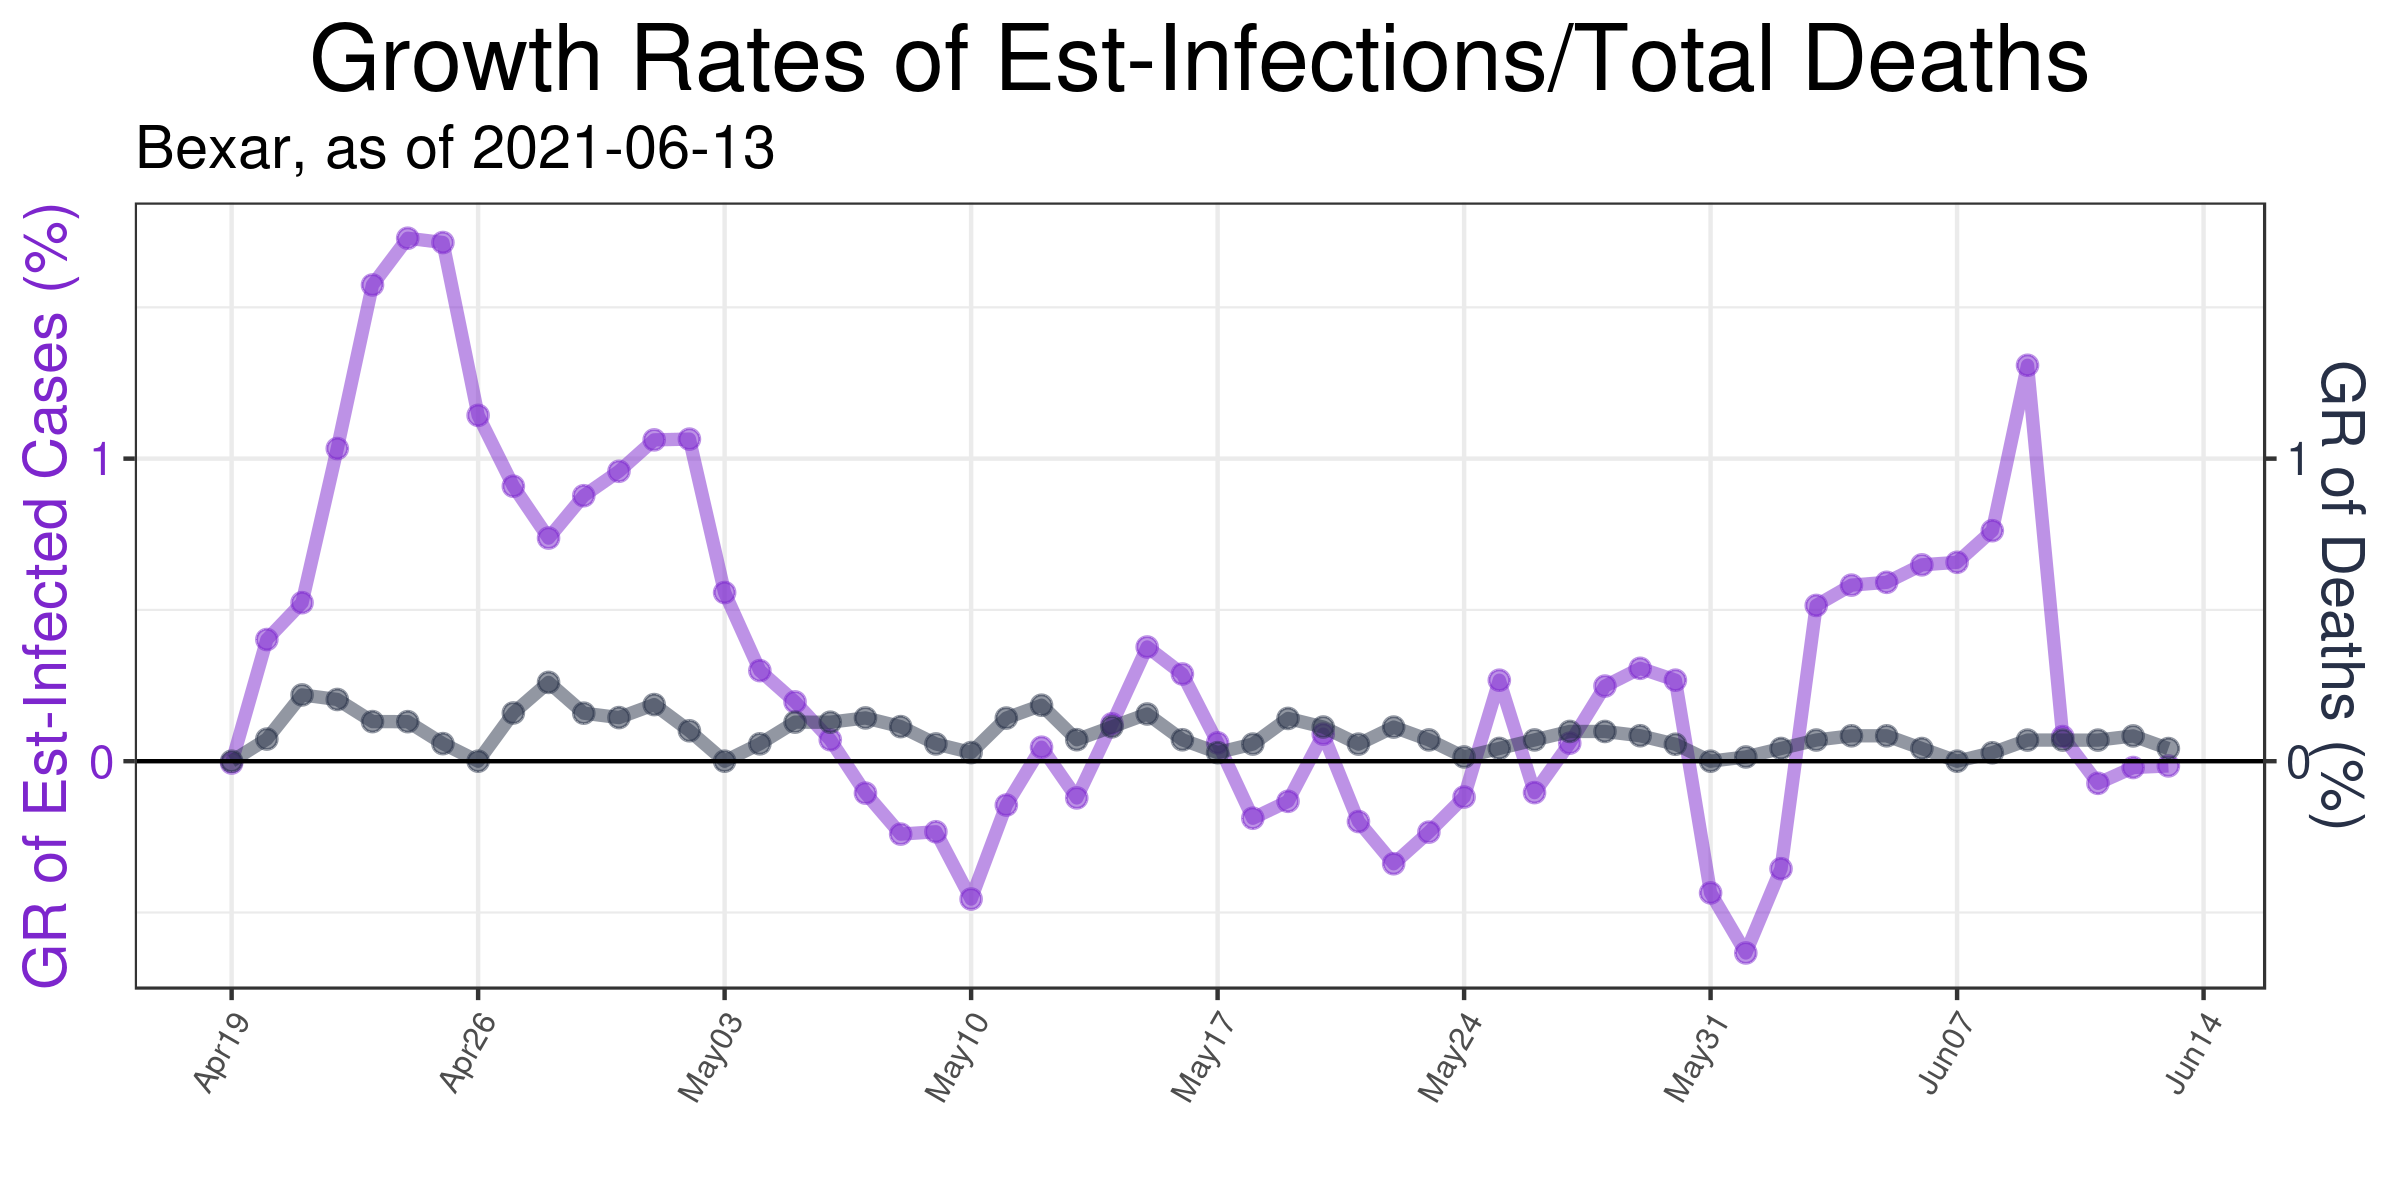 Growth Rates of Est-Infections/Total Deaths
Bexar, as of 2021-06-13
GR of Est-Infected Cases (%)
1
0
GR of Deaths (%)
1
0
Apr19
Apr26
May03
May10
May17
May24
May31
Jun07
Jun14